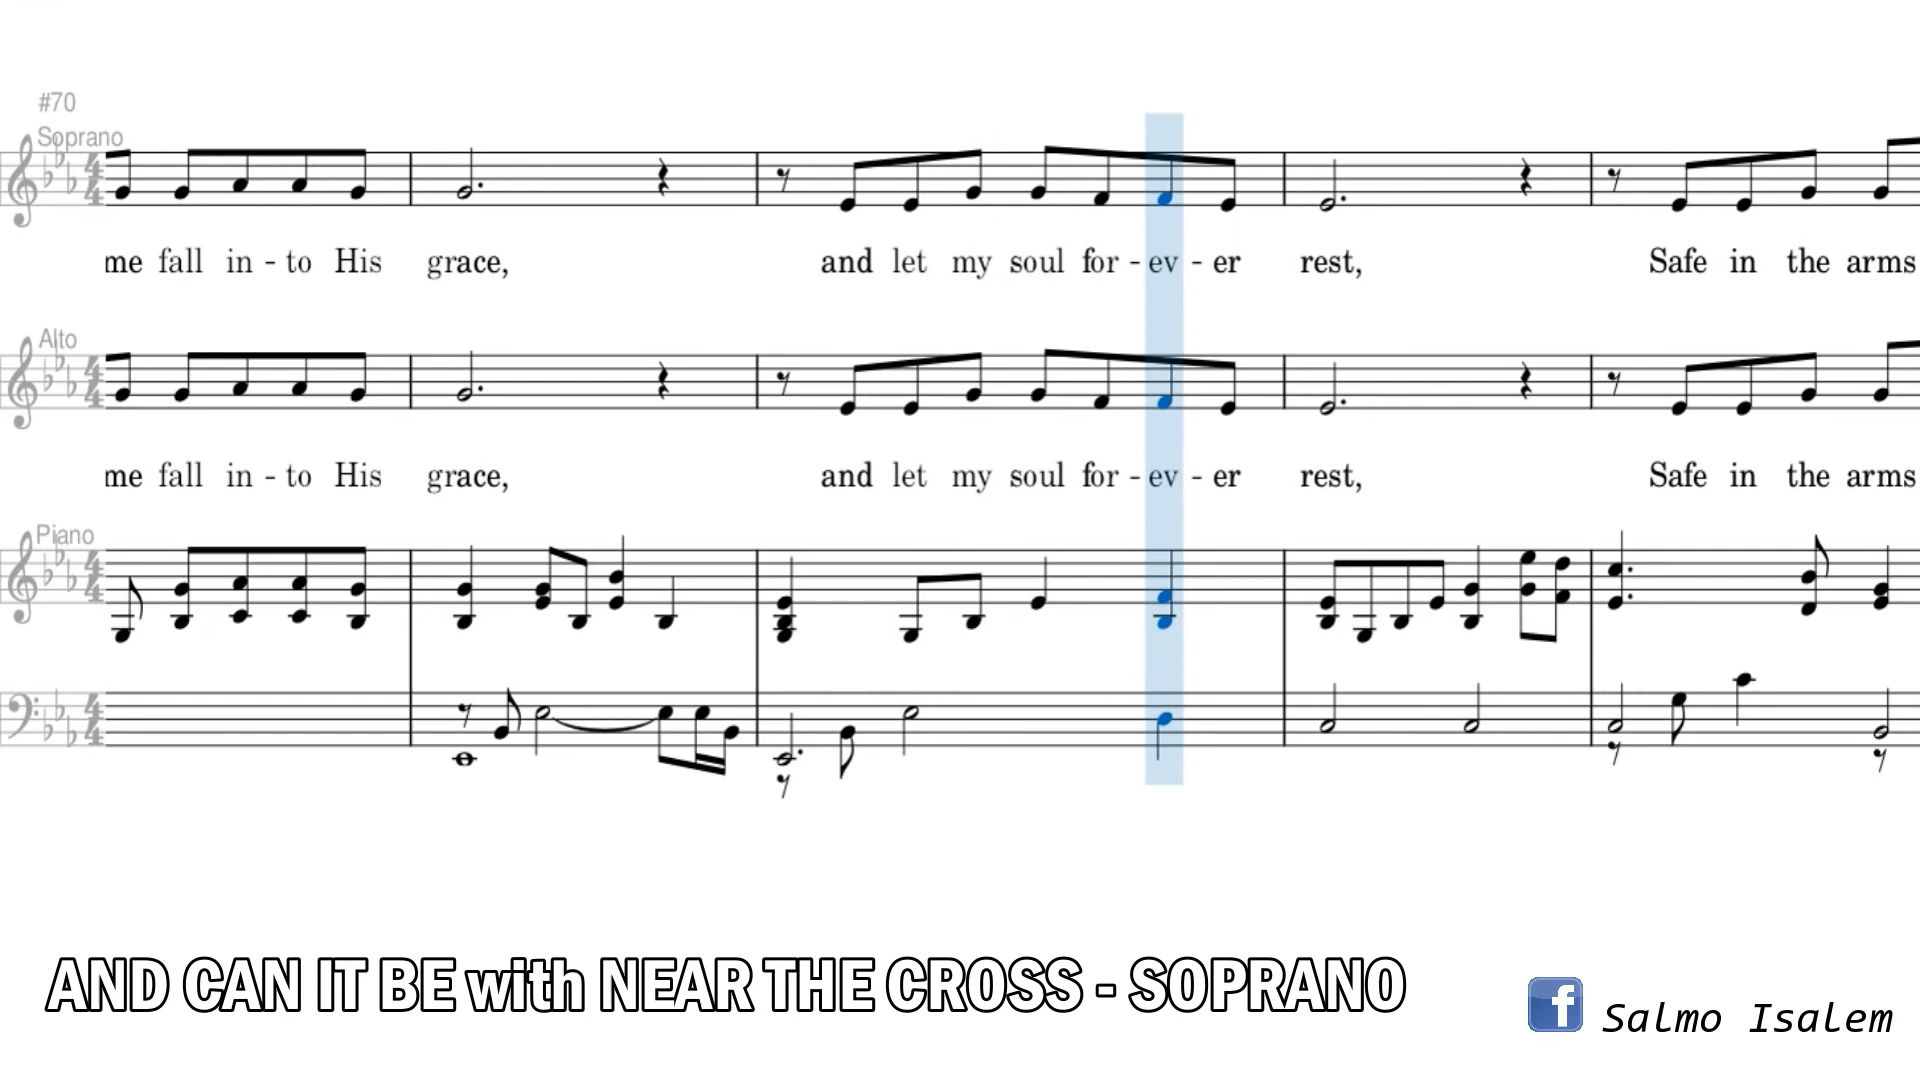 #70
Soprano
me fall in - to His grace, and let my soul for - ev - er rest, Safe in the arms
Alto
me fall in - to His grace, and let my soul for - ev - er rest, Safe in the arms
Piano
AND CAN IT BE with NEAR THE CROSS - SOPRANO
f Salmo Isalem